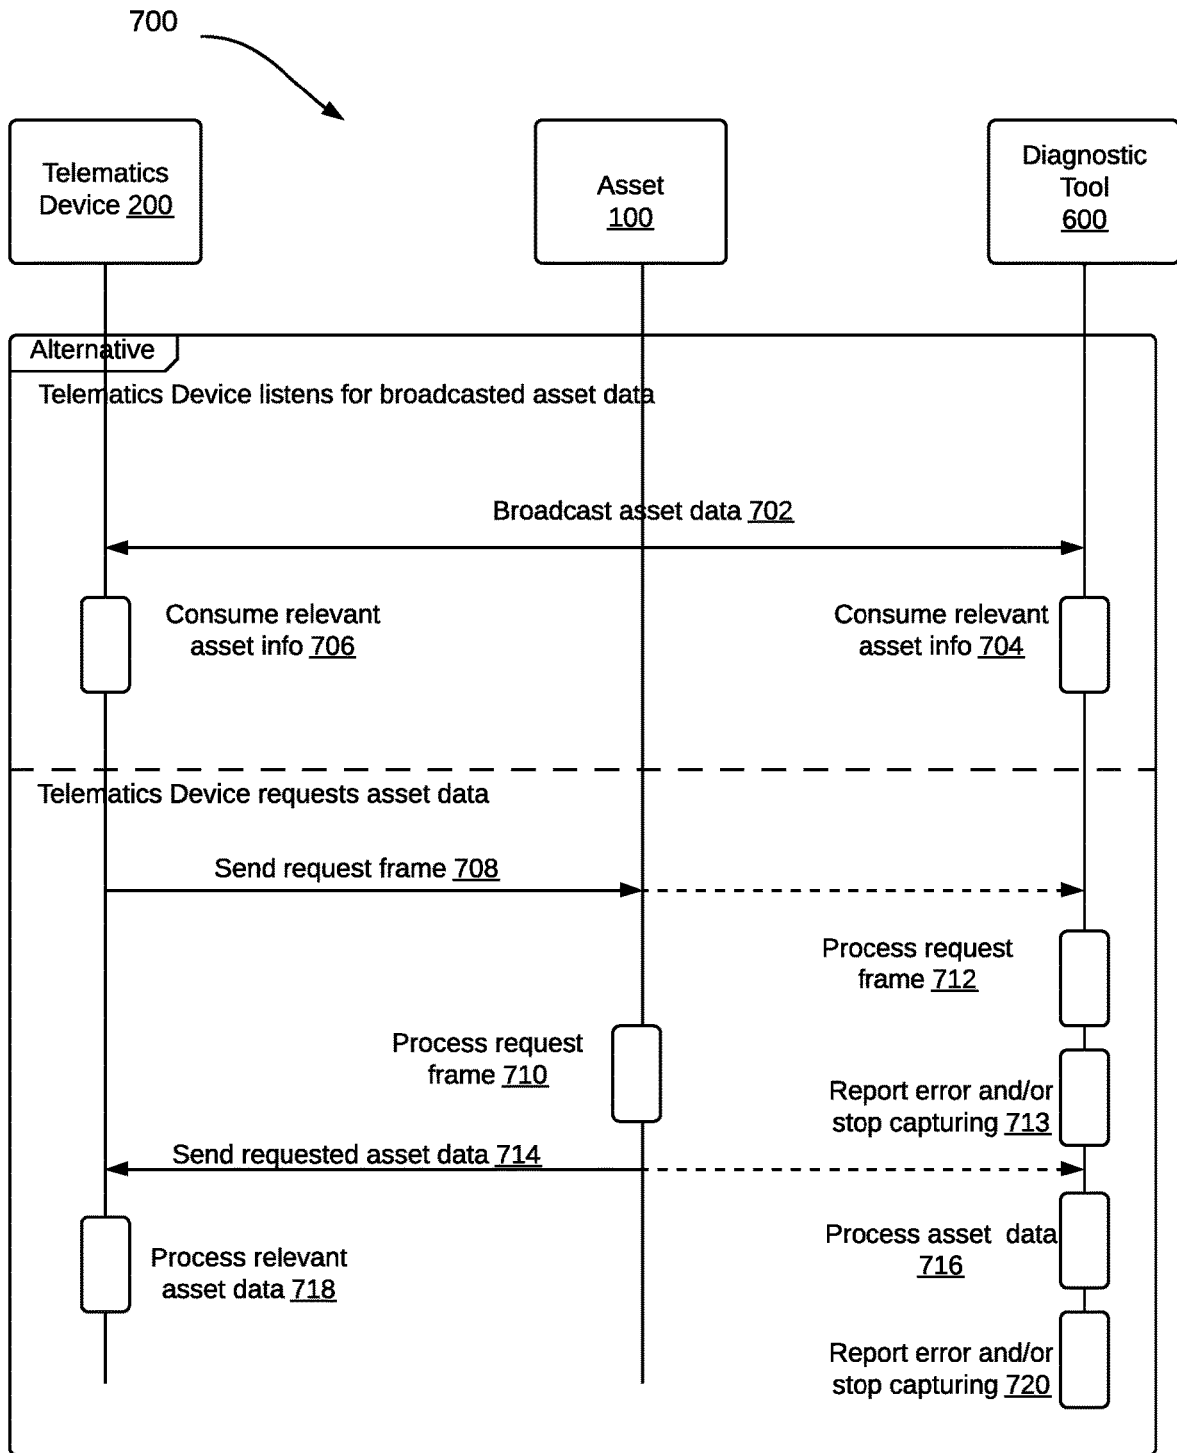 700
Telematics
Device 200
Asset
100
Diagnostic
Tool
600
Alternative
Telematics Device listens for broadcasted asset data
Broadcast asset data 702
Consume relevant
asset info 706
Consume relevant
asset info 704
Telematics Device requests asset data
Send request frame 708
Process request
frame 712
Process request
frame 710
Report error and/or
stop capturing 713
Send requested asset data 714
Process asset data
716
Process relevant
asset data 718
Report error and/or
stop capturing 720